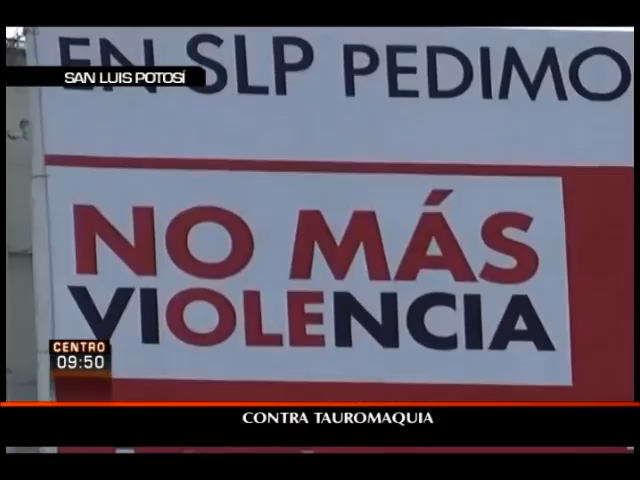 EN SLP PEDIMO
SAN LUIS POTOSÍ
NO MÁS
VIOLENCIA
CENTRO
09:50
CONTRA TAUROMAQUIA